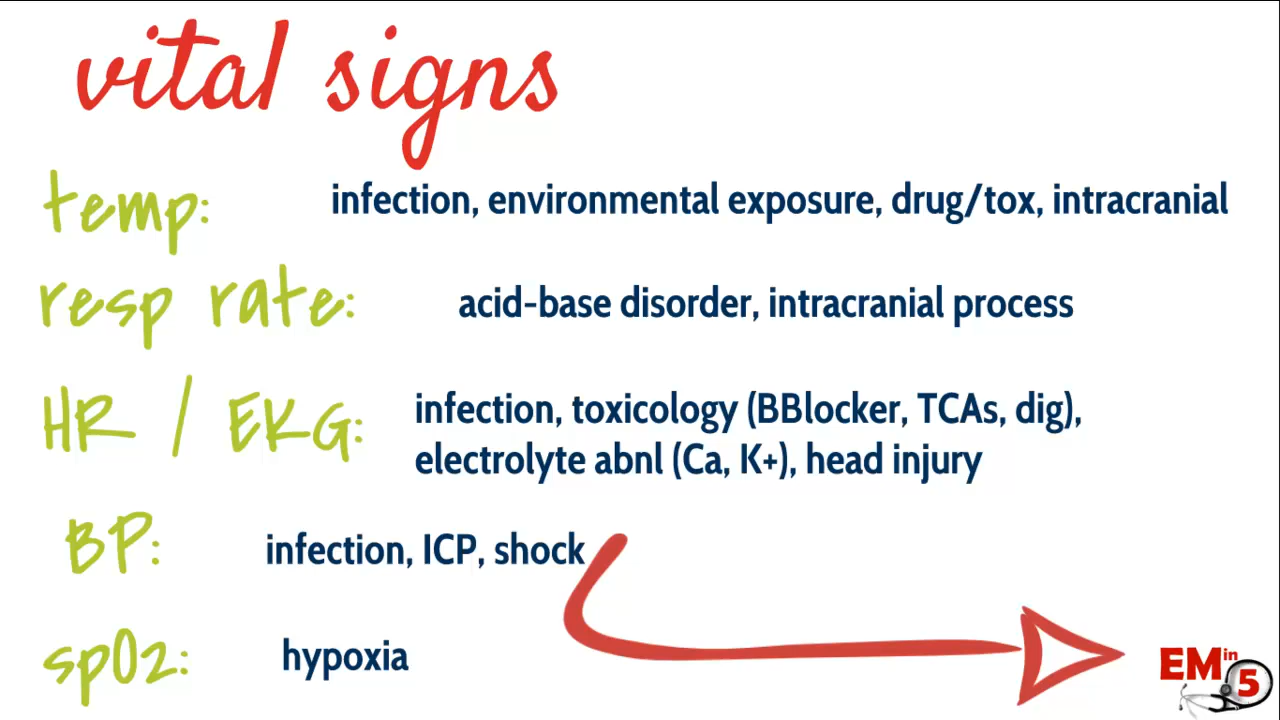 vital signs
temp: infection, environmental exposure, drug/tox, intracranial
resp rate: acid-base disorder, intracranial process
HR / EKG: infection, toxicology (BBlocker, TCAs, dig),
electrolyte abnl (Ca, K+), head injury
BP: infection, ICP, shock
spO2: hypoxia
EM in 5